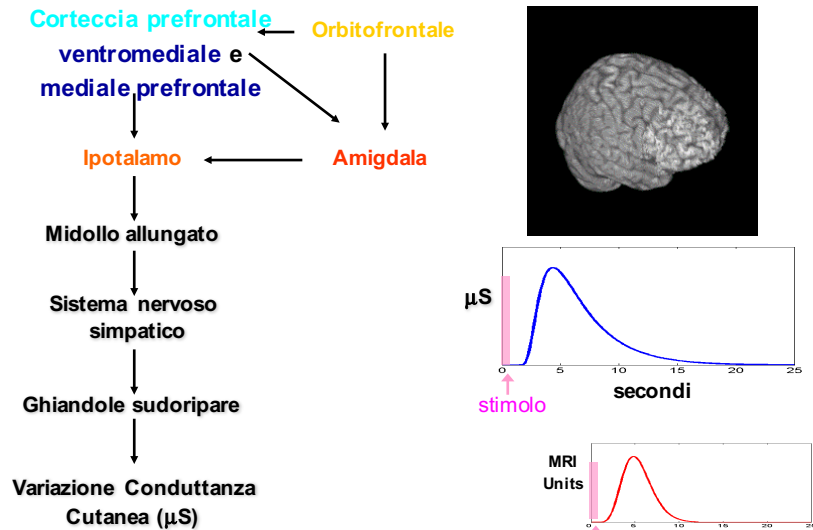 Corteccia prefrontale
ventromediale e
mediale prefrontale
Orbitofrontale
Ipotalamo
Amigdala
Midollo allungato
Sistema nervoso
simpatico
Ghiandole sudoripare
Variazione Conduttanza
Cutanea (µS)
µS
0 5 10 15 20 25
secondi
stimolo
MRI
Units
0 5 10 15 20 25